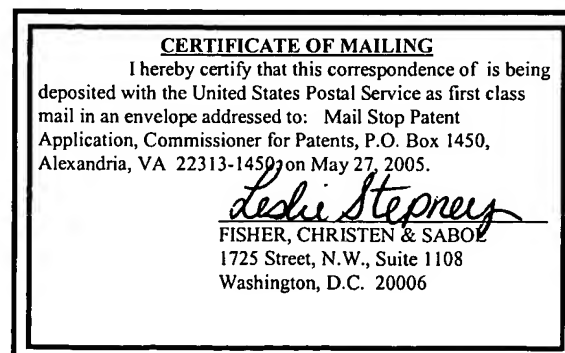 CERTIFICATE OF MAILING
I hereby certify that this correspondence of is being
deposited with the United States Postal Service as first class
mail in an envelope addressed to: Mail Stop Patent
Application, Commissioner for Patents, P.O. Box 1450,
Alexandria, VA 22313-1450, on May 27, 2005.
Leslie Stepney
FISHER, CHRISTEN & SABOL
1725 Street, N.W., Suite 1108
Washington, D.C. 20006